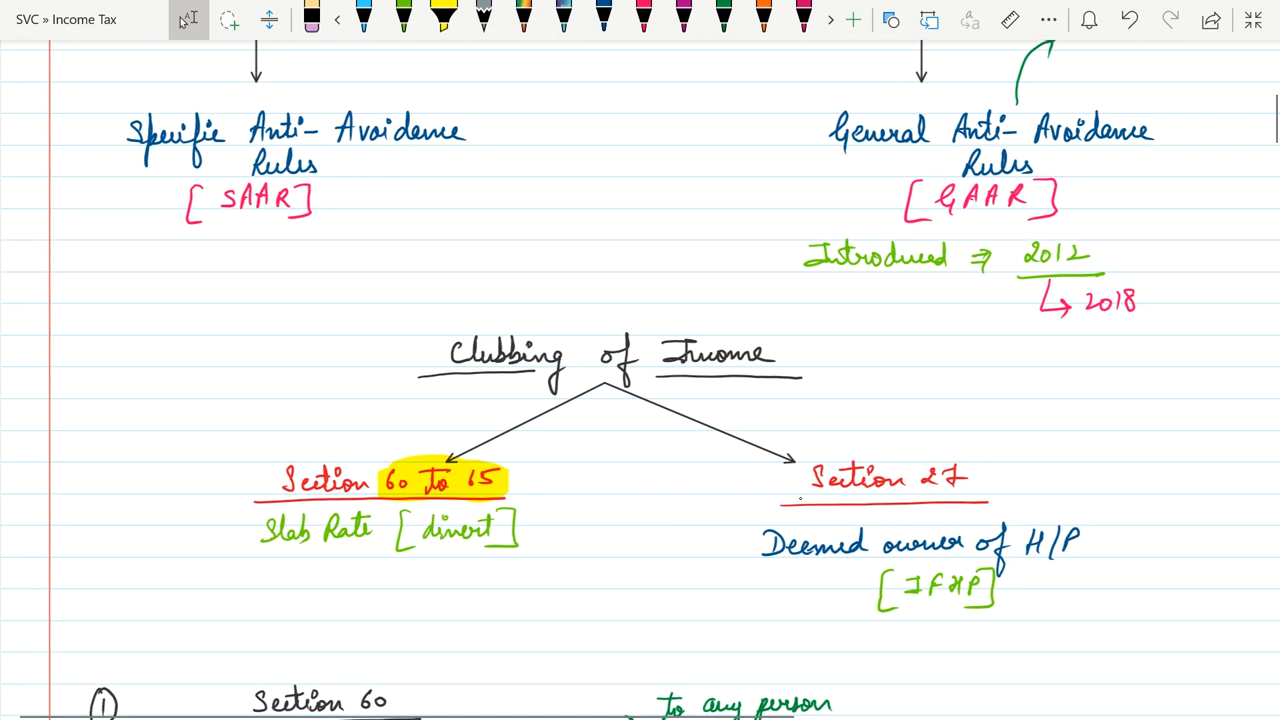 SVC » Income Tax
Specific Anti-Avoidance
Rules
[SAAR]
General Anti-Avoidance
Rules
[GAAR]
Introduced ⇒ 2012
↳ 2018
Clubbing of Income
Section 60 to 65
Slab Rate [divert]
Section 27
Deemed owner of H/P
[IFHP]
① Section 60
to any person